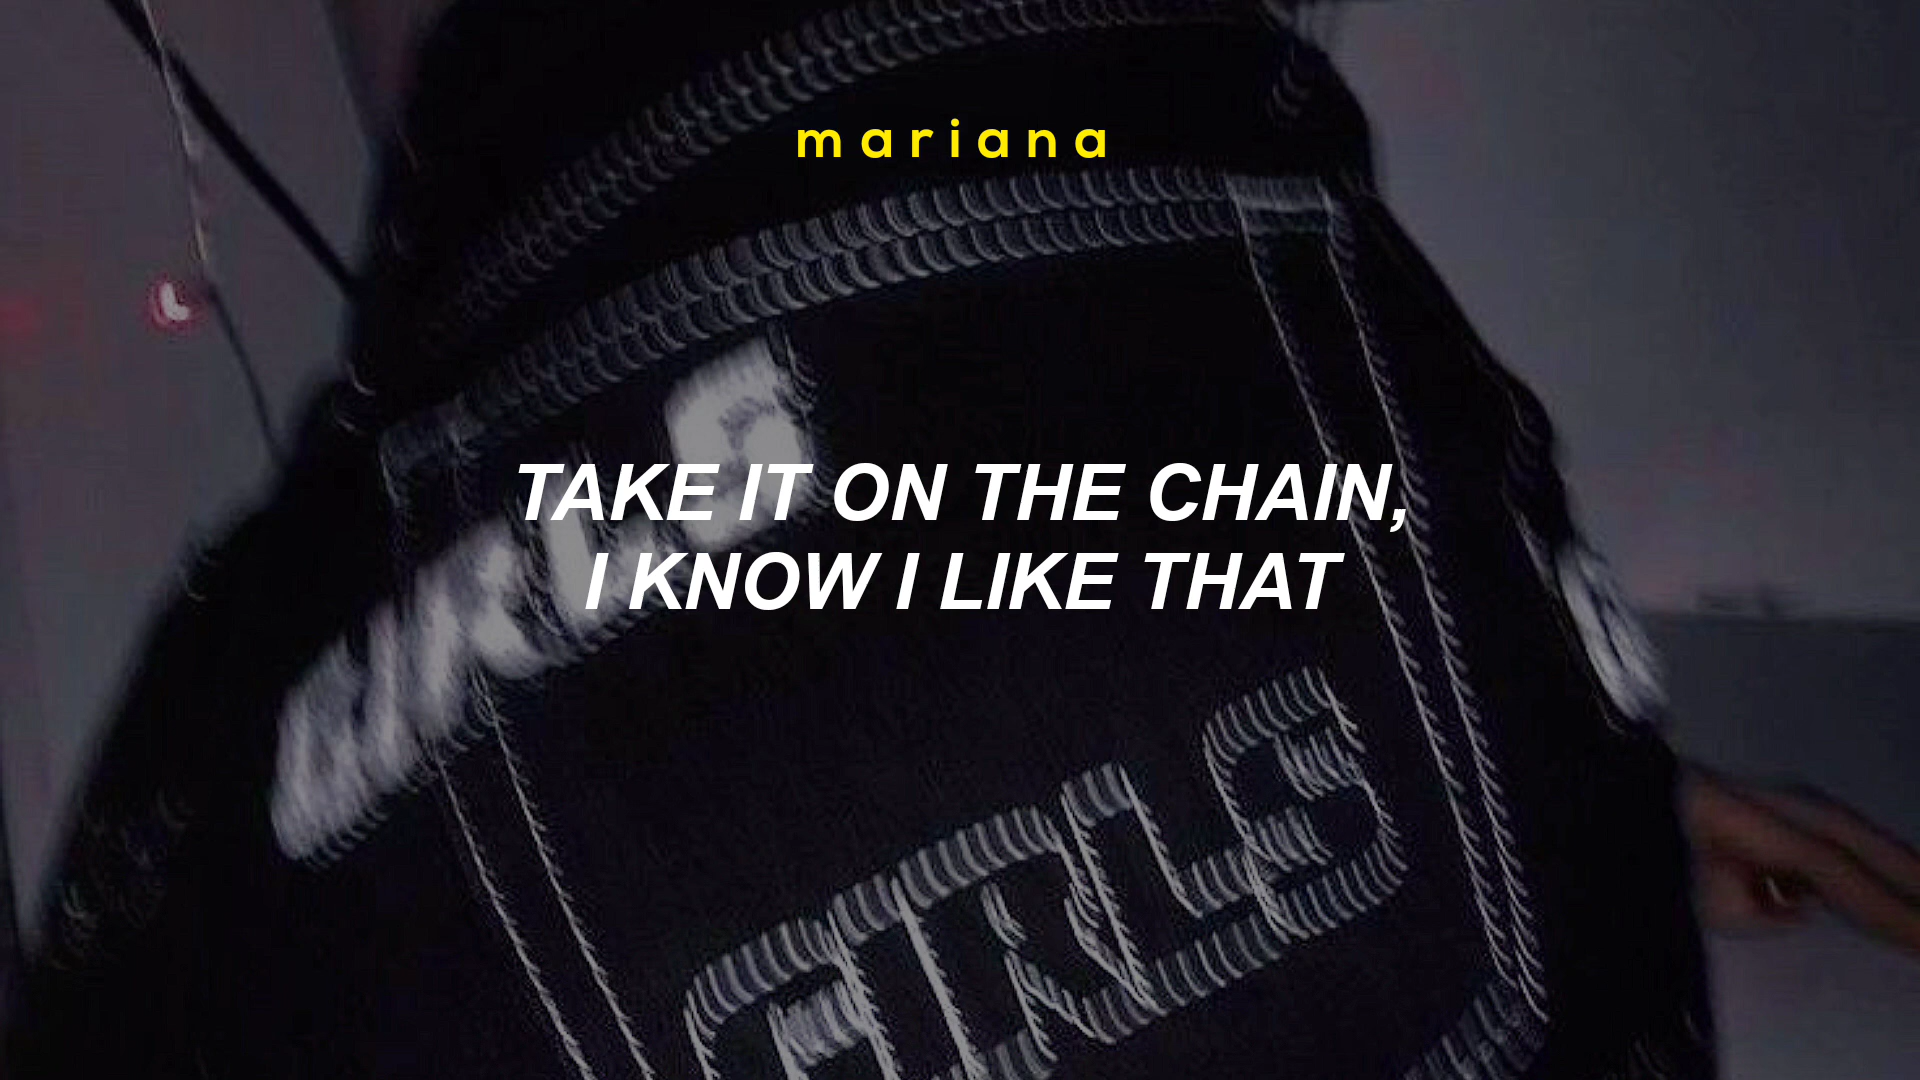 mariana
TAKE IT ON THE CHAIN,
I KNOW I LIKE THAT